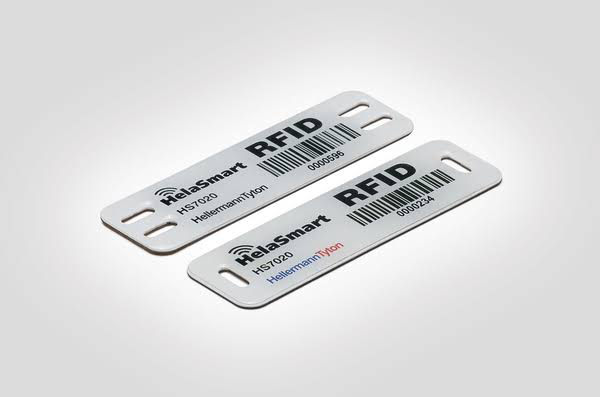 HelaSmart
HS7020
HellermannTyton
RFID
0000596
HelaSmart
HS7020
HellermannTyton
RFID
0000234